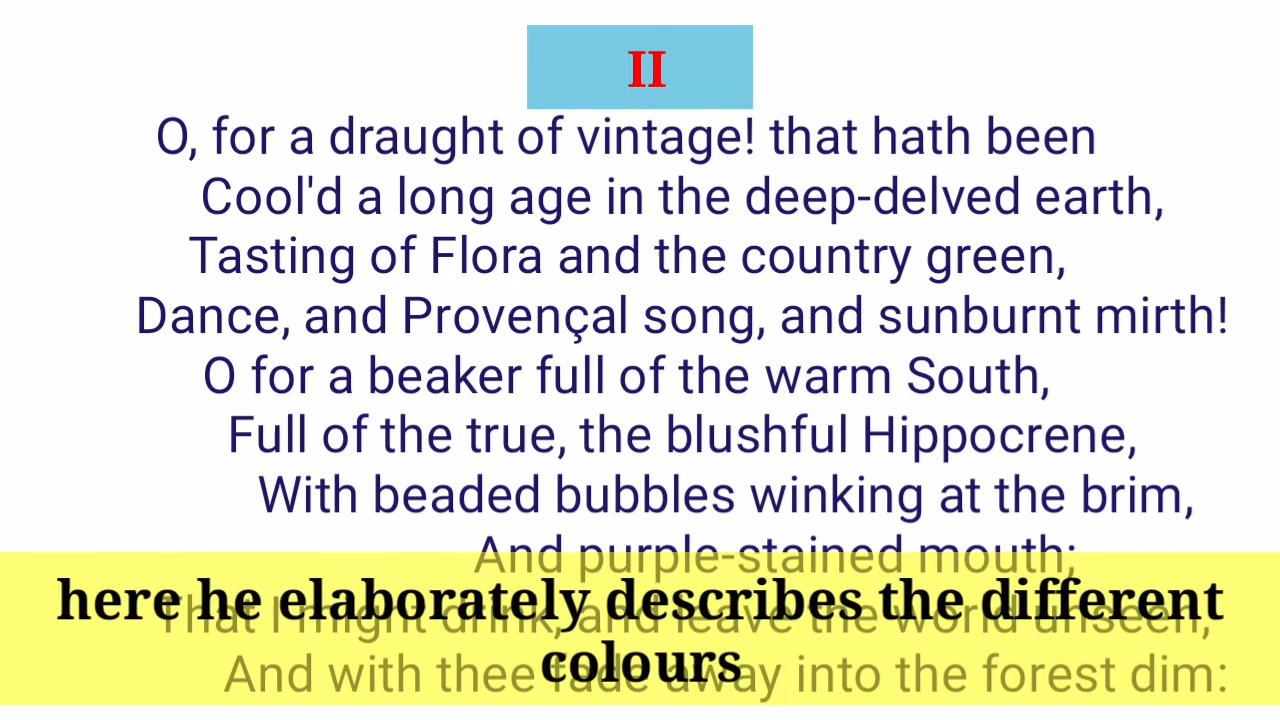 II
O, for a draught of vintage! that hath been
Cool'd a long age in the deep-delved earth,
Tasting of Flora and the country green,
Dance, and Provençal song, and sunburnt mirth!
O for a beaker full of the warm South,
Full of the true, the blushful Hippocrene,
With beaded bubbles winking at the brim,
And purple-stained mouth;
That I might drink, and leave the world unseen,
And with thee fade away into the forest dim:
here he elaborately describes the different
colours